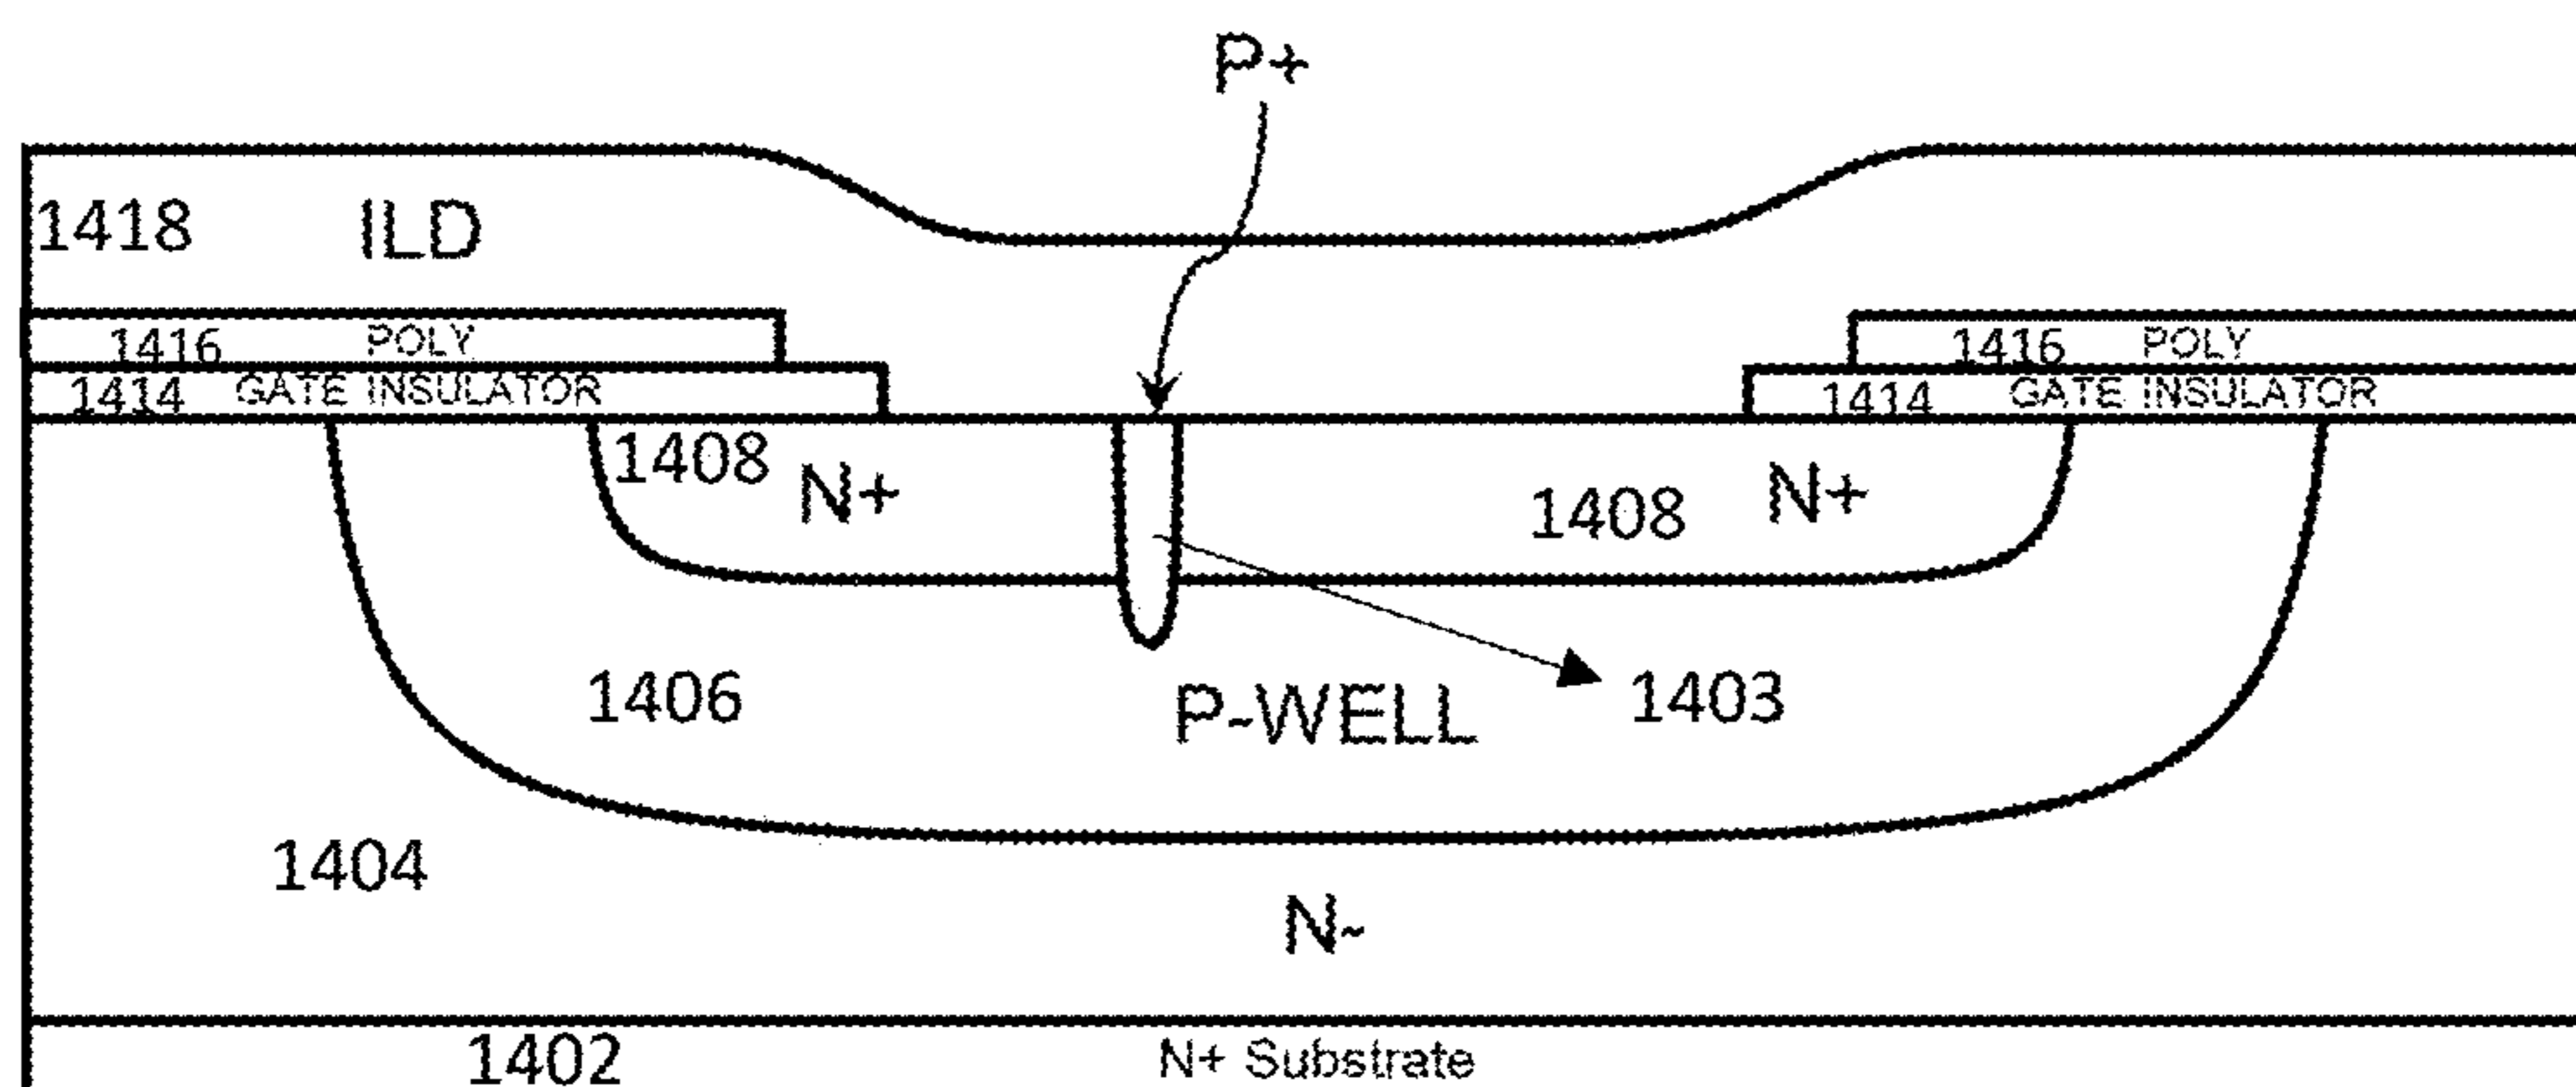 P+
1418 ILD
1416 POLY
1416 POLY
1414 GATE INSULATOR
1414 GATE INSULATOR
1408 N+
1408 N+
1406
P-WELL
1403
1404
N-
1402 N+ Substrate